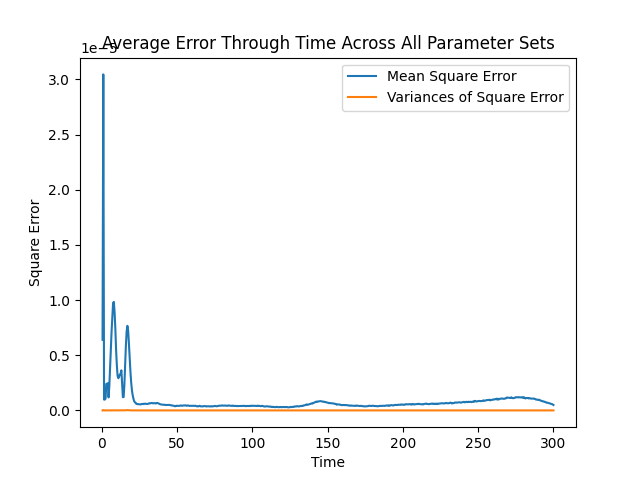 Average Error Through Time Across All Parameter Sets
3.0
2.5
2.0
1.5
1.0
0.5
0.0
Square Error
Mean Square Error
Variances of Square Error
0
50
100
150
200
250
300
Time